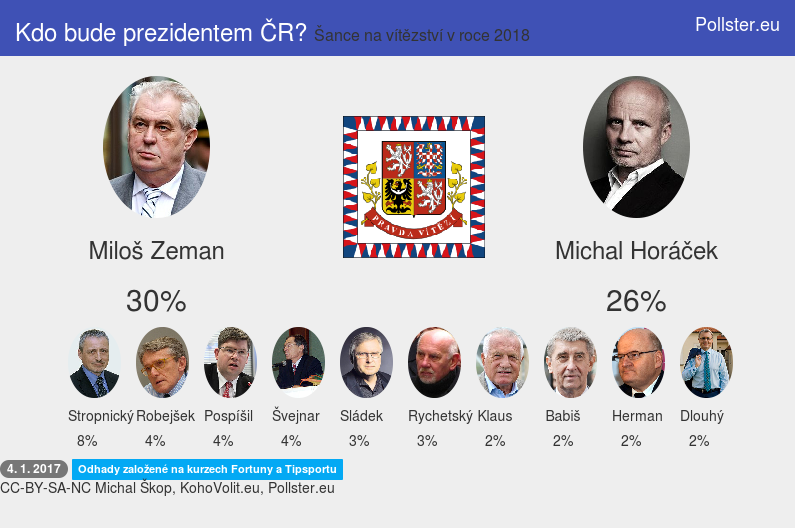 Kdo bude prezidentem ČR? Šance na vítězství v roce 2018
Pollster.eu
PRAVDA VÍTĚZÍ
Miloš Zeman
Michal Horáček
30%
26%
Stropnický Robejšek Pospíšil Švejnar Sládek Rychetský Klaus Babiš Herman Dlouhý
8% 4% 4% 4% 3% 3% 2% 2% 2% 2%
4. 1. 2017 Odhady založené na kurzech Fortuny a Tipsportu
CC-BY-SA-NC Michal Škop, KohoVolit.eu, Pollster.eu